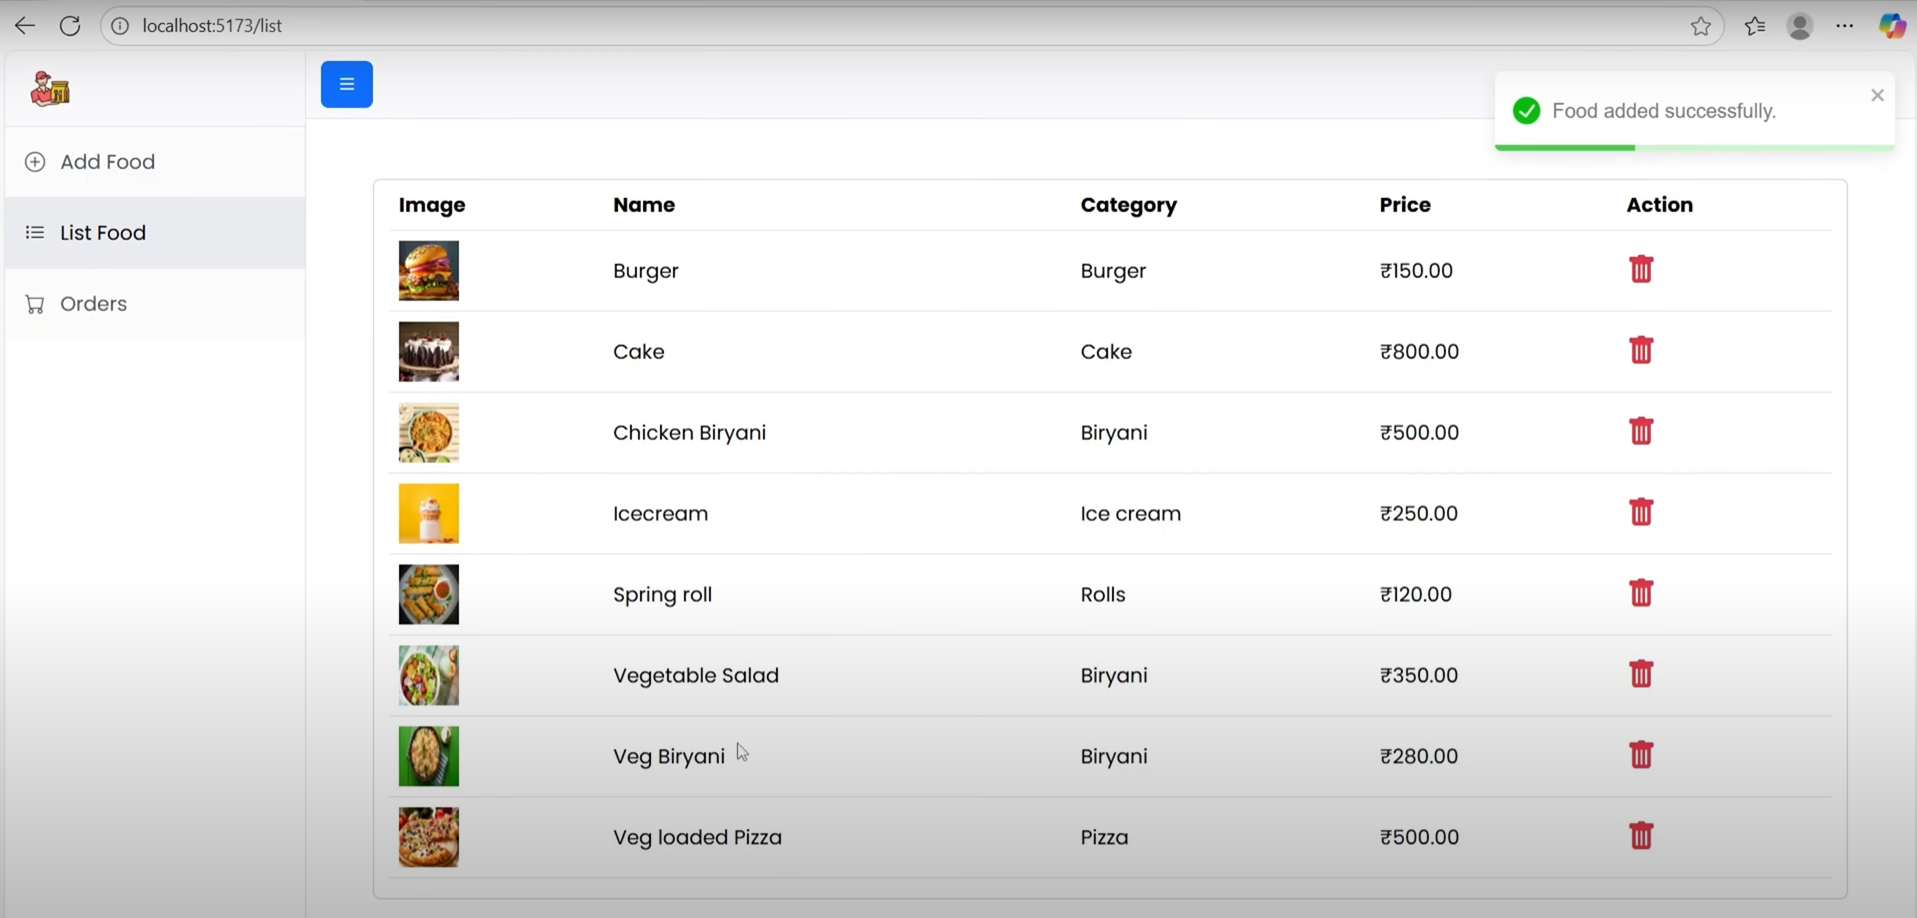 localhost:5173/list
Food added successfully.
Add Food
List Food
Orders
Image Name Category Price Action
Burger Burger ₹150.00
Cake Cake ₹800.00
Chicken Biryani Biryani ₹500.00
Icecream Ice cream ₹250.00
Spring roll Rolls ₹120.00
Vegetable Salad Biryani ₹350.00
Veg Biryani Biryani ₹280.00
Veg loaded Pizza Pizza ₹500.00